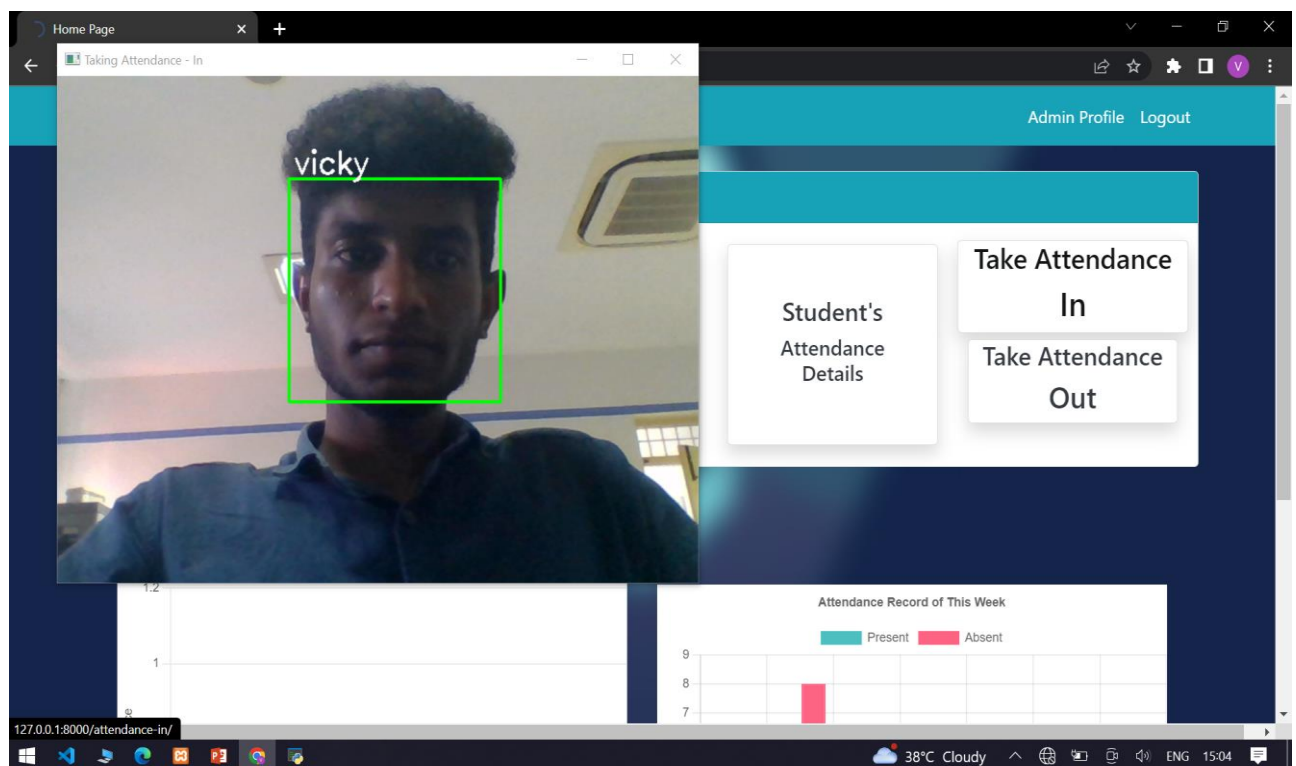 Home Page
Taking Attendance - In
V
Admin Profile Logout
vicky
Student's
Attendance
Details
Take Attendance
In
Take Attendance
Out
1.2
1
Attendance Record of This Week
Present Absent
9
8
7
127.0.0.1:8000/attendance-in/
38°C Cloudy ENG 15:04